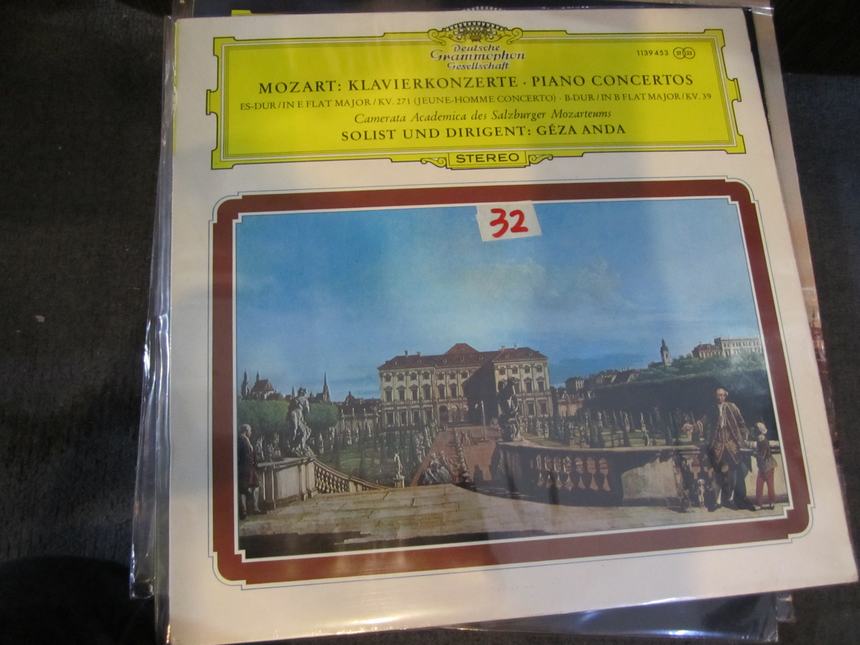 Deutsche
Grammophon
Gesellschaft
1139 453
MOZART: KLAVIERKONZERTE · PIANO CONCERTOS
ES-DUR / IN E FLAT MAJOR / KV. 271 (JEUNE-HOMME CONCERTO) · B-DUR / IN B FLAT MAJOR / KV. 39
Camerata Academica des Salzburger Mozarteums
SOLIST UND DIRIGENT: GÉZA ANDA
STEREO
32